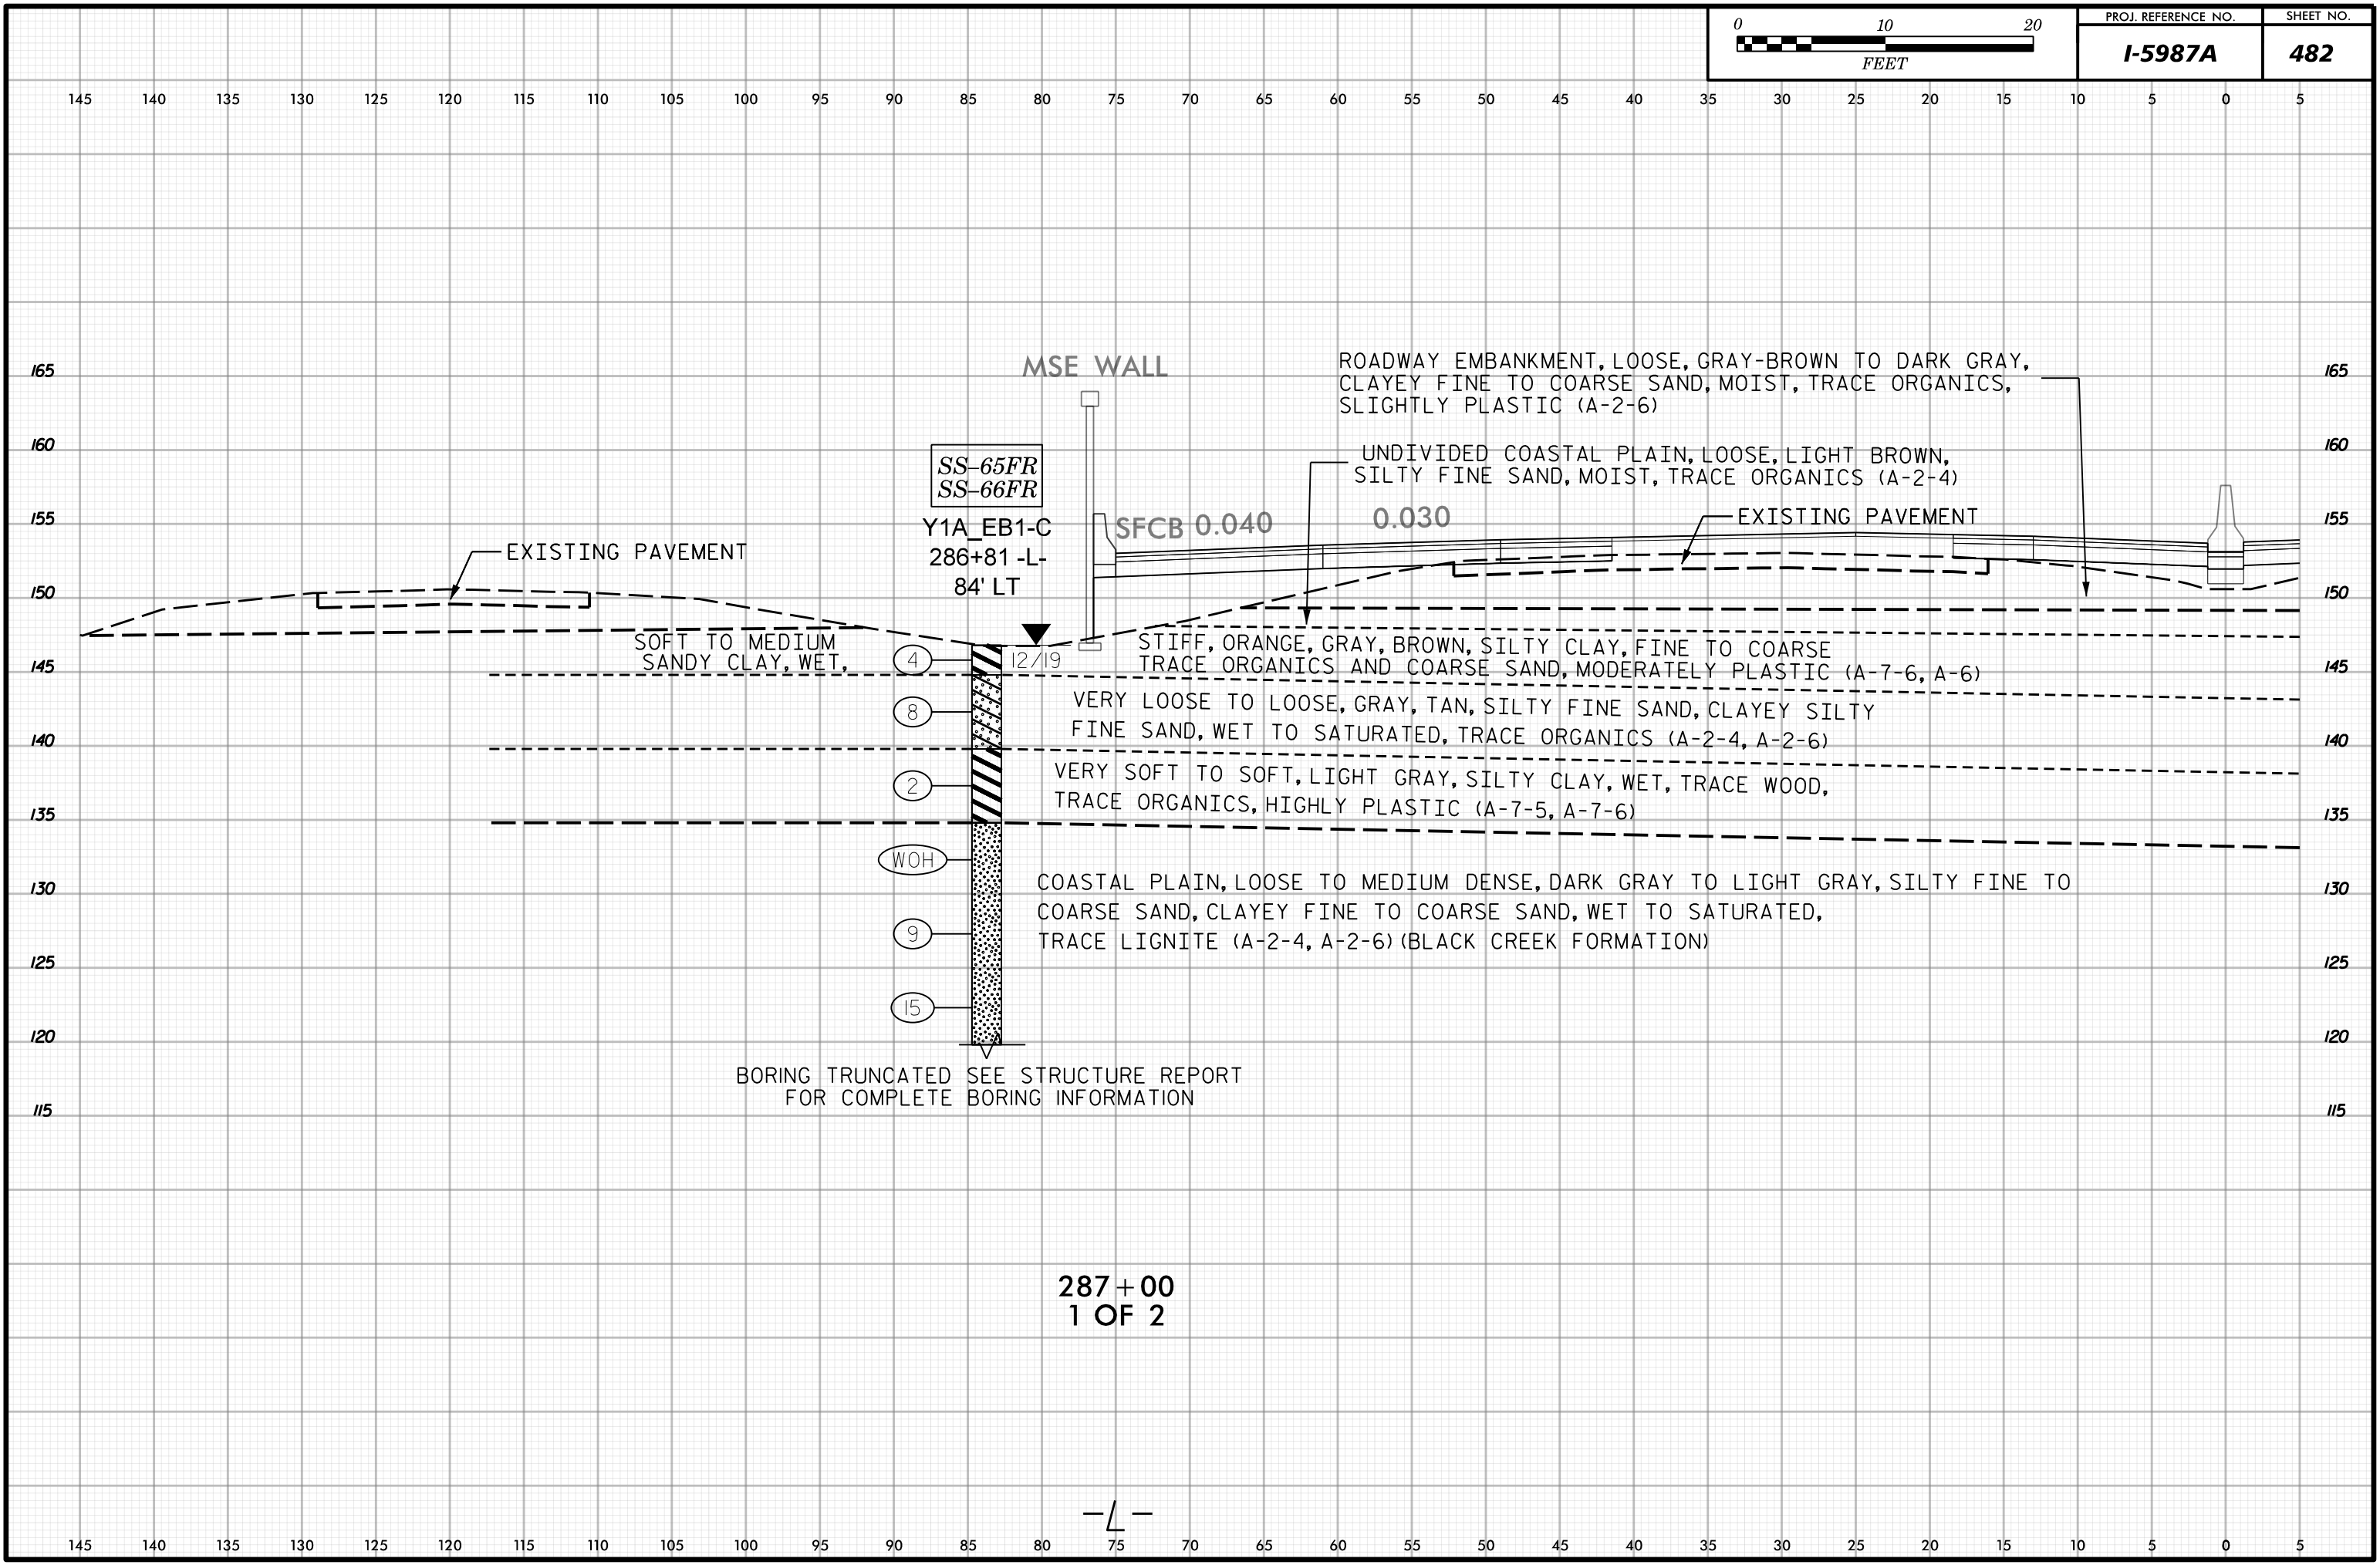 0 10 20
FEET
PROJ. REFERENCE NO.
SHEET NO.
I-5987A
482
145 140 135 130 125 120 115 110 105 100 95 90 85 80 75 70 65 60 55 50 45 40 35 30 25 20 15 10 5 0 5
MSE WALL
ROADWAY EMBANKMENT, LOOSE, GRAY-BROWN TO DARK GRAY,
CLAYEY FINE TO COARSE SAND, MOIST, TRACE ORGANICS,
SLIGHTLY PLASTIC (A-2-6)
165 165
160 160
SS-65FR
SS-66FR
UNDIVIDED COASTAL PLAIN, LOOSE, LIGHT BROWN,
SILTY FINE SAND, MOIST, TRACE ORGANICS (A-2-4)
155 155
Y1A_EB1-C
286+81 -L-
84' LT
SFCB 0.040
0.030
EXISTING PAVEMENT
EXISTING PAVEMENT
150 150
SOFT TO MEDIUM
SANDY CLAY, WET,
4
12/19
STIFF, ORANGE, GRAY, BROWN, SILTY CLAY, FINE TO COARSE
TRACE ORGANICS AND COARSE SAND, MODERATELY PLASTIC (A-7-6, A-6)
145 145
8
VERY LOOSE TO LOOSE, GRAY, TAN, SILTY FINE SAND, CLAYEY SILTY
FINE SAND, WET TO SATURATED, TRACE ORGANICS (A-2-4, A-2-6)
140 140
2
VERY SOFT TO SOFT, LIGHT GRAY, SILTY CLAY, WET, TRACE WOOD,
TRACE ORGANICS, HIGHLY PLASTIC (A-7-5, A-7-6)
135 135
WOH
130 130
COASTAL PLAIN, LOOSE TO MEDIUM DENSE, DARK GRAY TO LIGHT GRAY, SILTY FINE TO
COARSE SAND, CLAYEY FINE TO COARSE SAND, WET TO SATURATED,
TRACE LIGNITE (A-2-4, A-2-6) (BLACK CREEK FORMATION)
9
125 125
15
120 120
BORING TRUNCATED SEE STRUCTURE REPORT
FOR COMPLETE BORING INFORMATION
115 115
287+00
1 OF 2
-L-
145 140 135 130 125 120 115 110 105 100 95 90 85 80 75 70 65 60 55 50 45 40 35 30 25 20 15 10 5 0 5